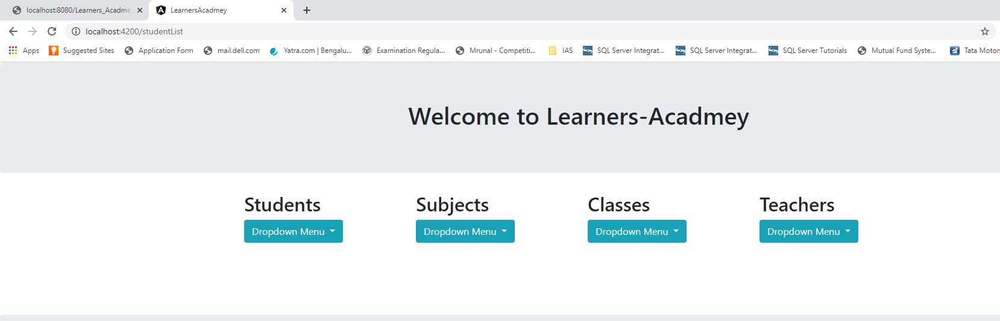 localhost:8080/Learners_Acadme LearnersAcadmey
localhost:4200/studentList
Apps Suggested Sites Application Form mail.dell.com Yatra.com | Bengalu... Examination Regula... Mrunal - Competiti... IAS SQL Server Integrat... SQL Server Integrat... SQL Server Tutorials Mutual Fund Syste... Tata Motors
Welcome to Learners-Acadmey
Students Subjects Classes Teachers
Dropdown Menu Dropdown Menu Dropdown Menu Dropdown Menu